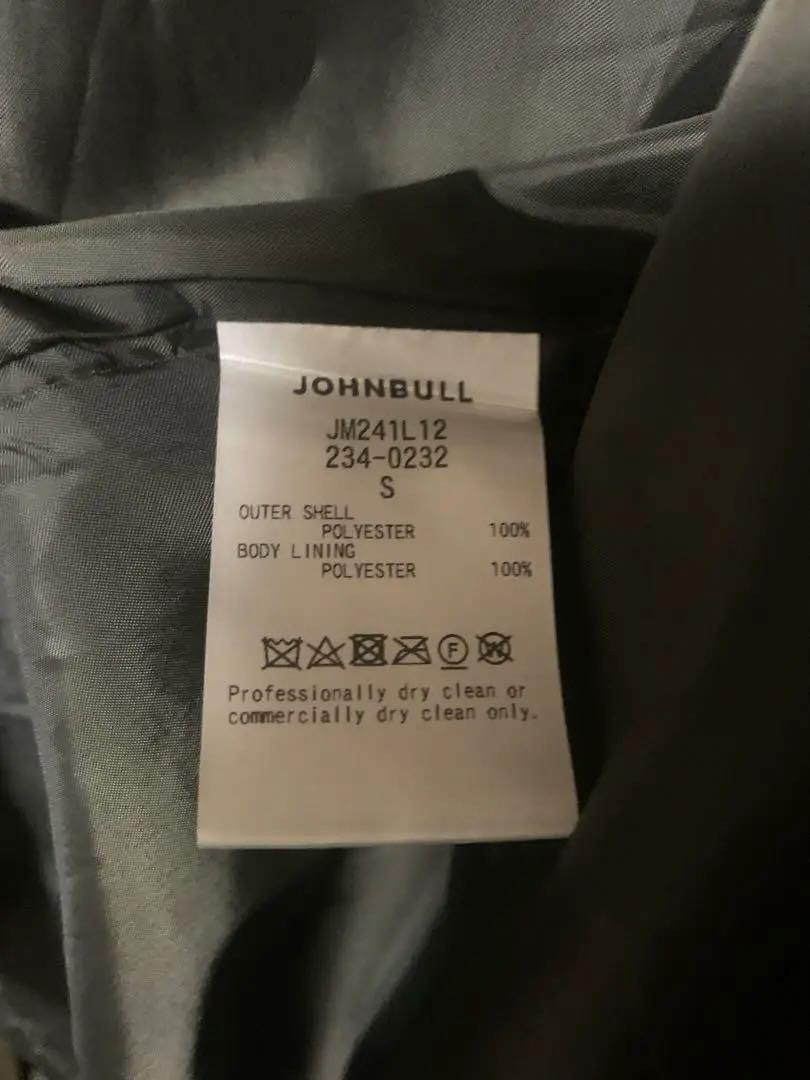 JOHNBULL
JM241L12
234-0232
S
OUTER SHELL
POLYESTER 100%
BODY LINING
POLYESTER 100%
F W
Professionally dry clean or
commercially dry clean only.